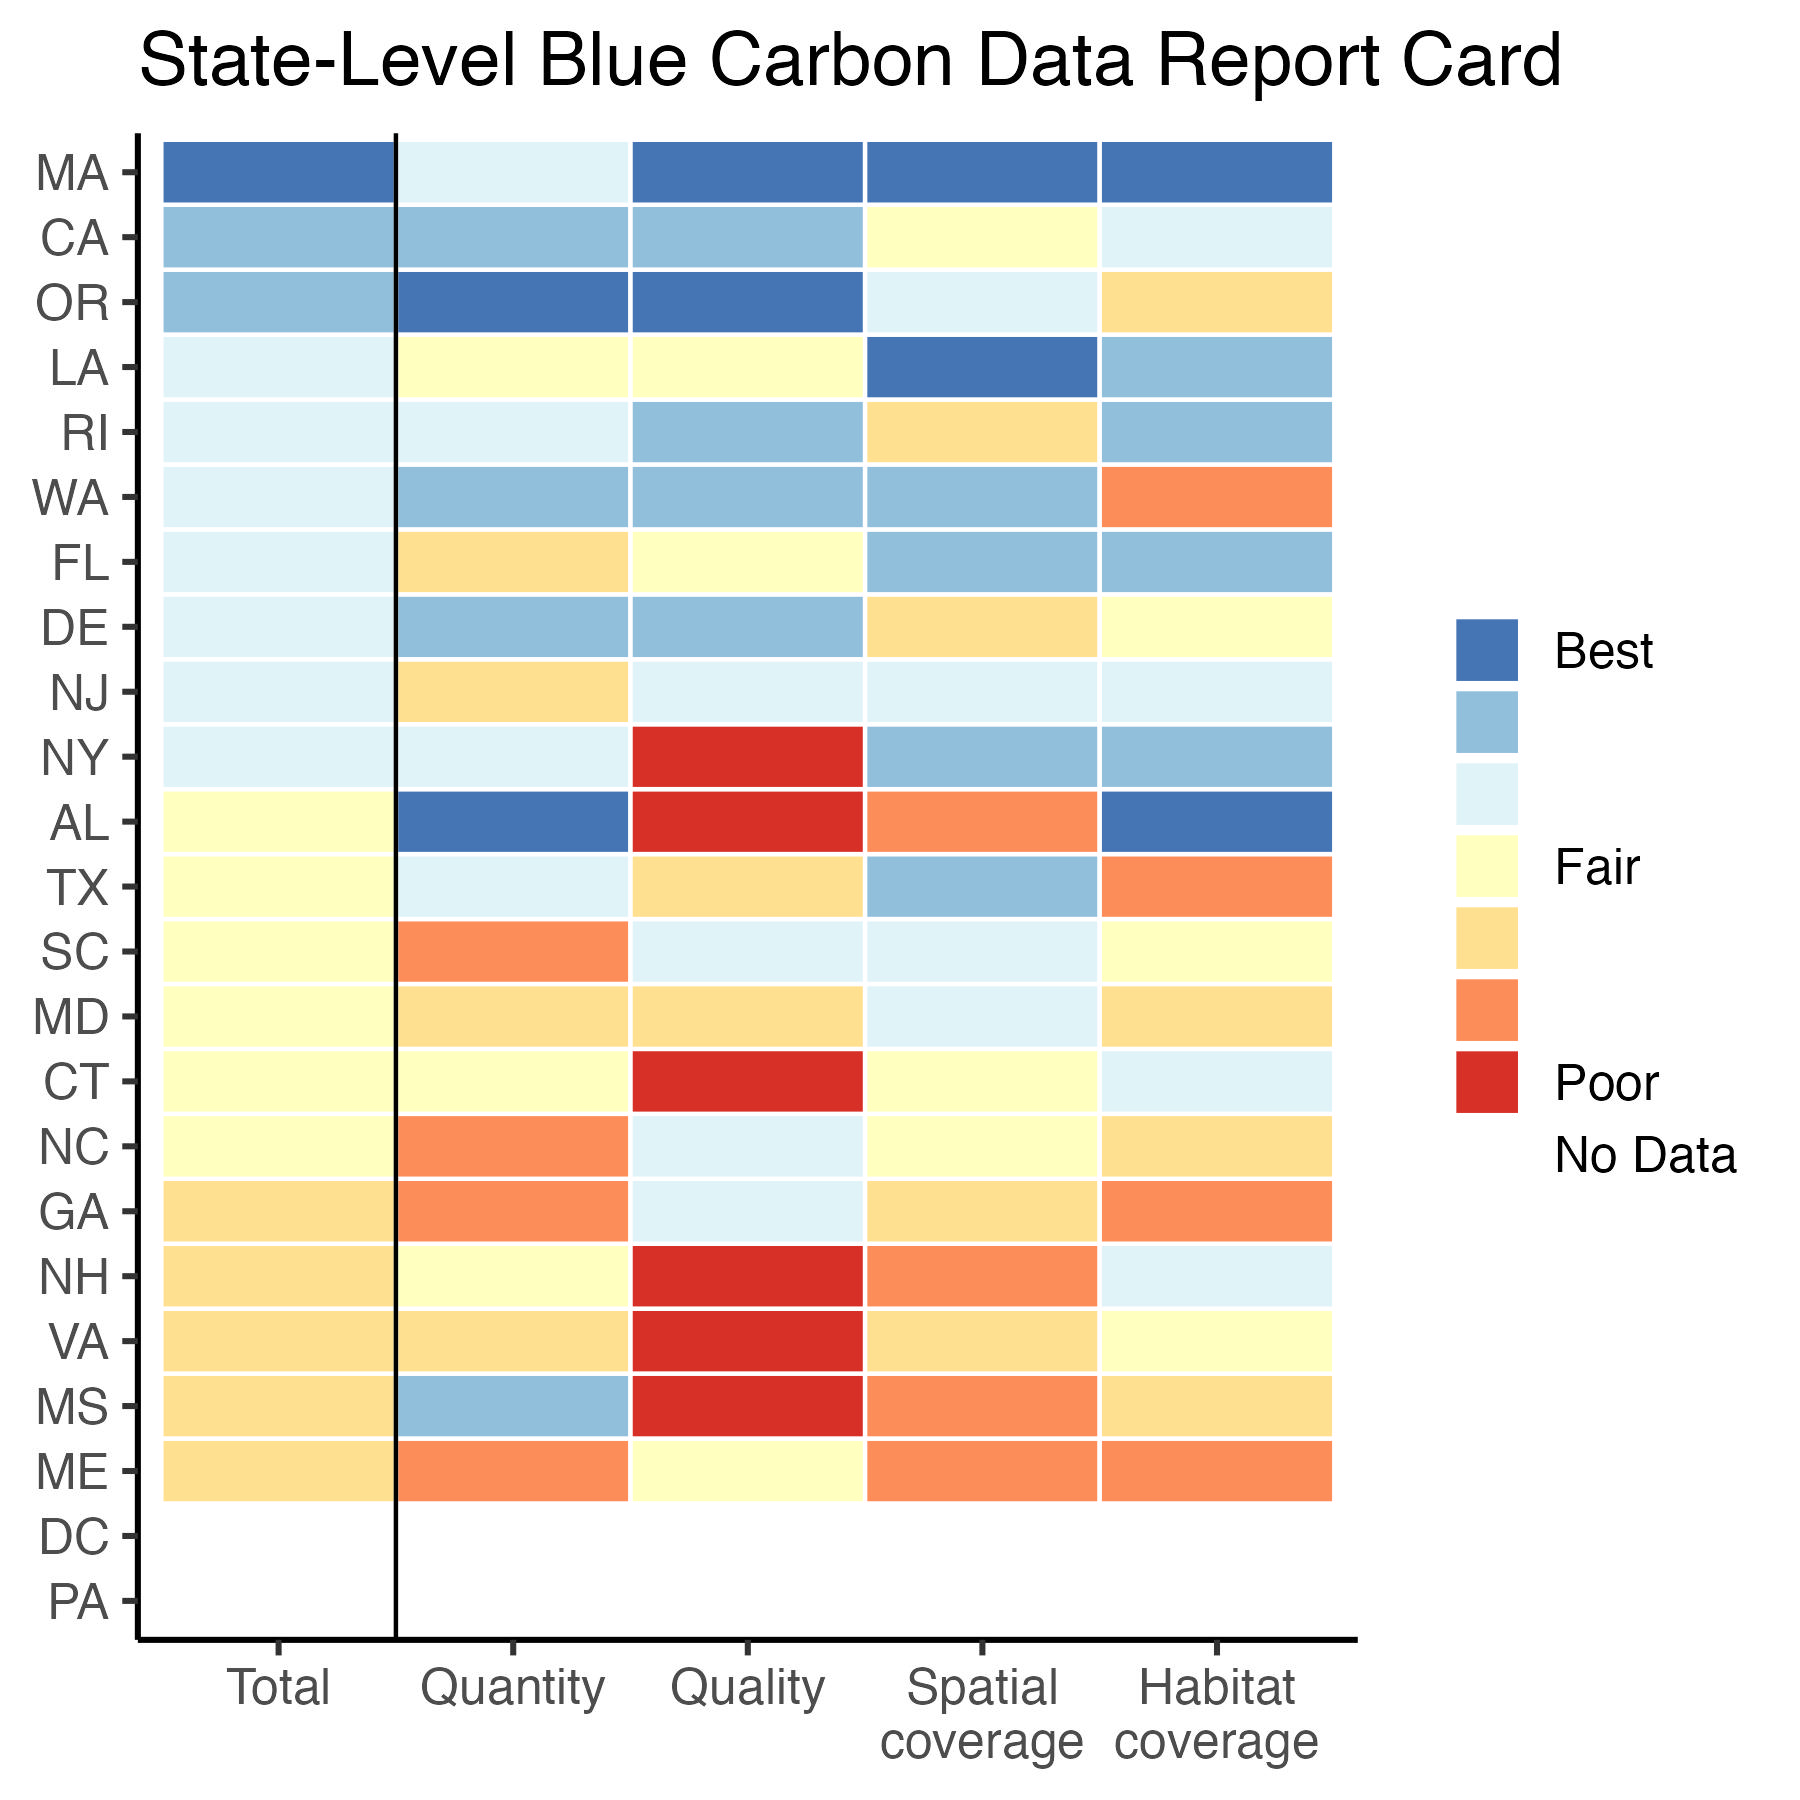 State-Level Blue Carbon Data Report Card
MA
CA
OR
LA
RI
WA
FL
DE
NJ
NY
AL
TX
SC
MD
CT
NC
GA
NH
VA
MS
ME
DC
PA
Total
Quantity
Quality
Spatial
coverage
Habitat
coverage
Best
Fair
Poor
No Data